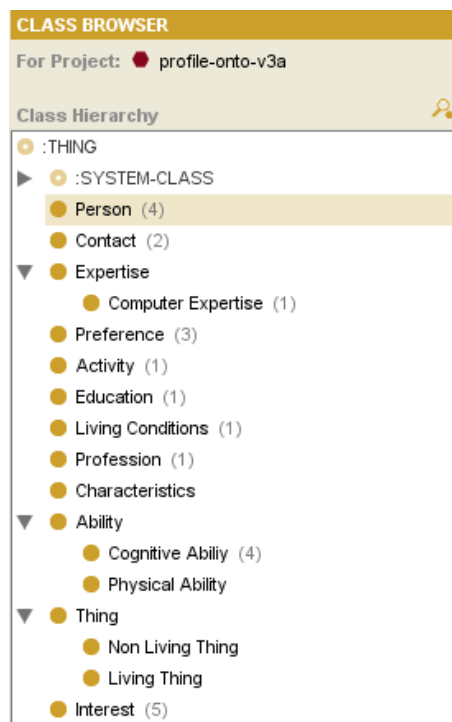 CLASS BROWSER
For Project: profile-onto-v3a
Class Hierarchy
:THING
:SYSTEM-CLASS
Person (4)
Contact (2)
Expertise
Computer Expertise (1)
Preference (3)
Activity (1)
Education (1)
Living Conditions (1)
Profession (1)
Characteristics
Ability
Cognitive Abiliy (4)
Physical Ability
Thing
Non Living Thing
Living Thing
Interest (5)